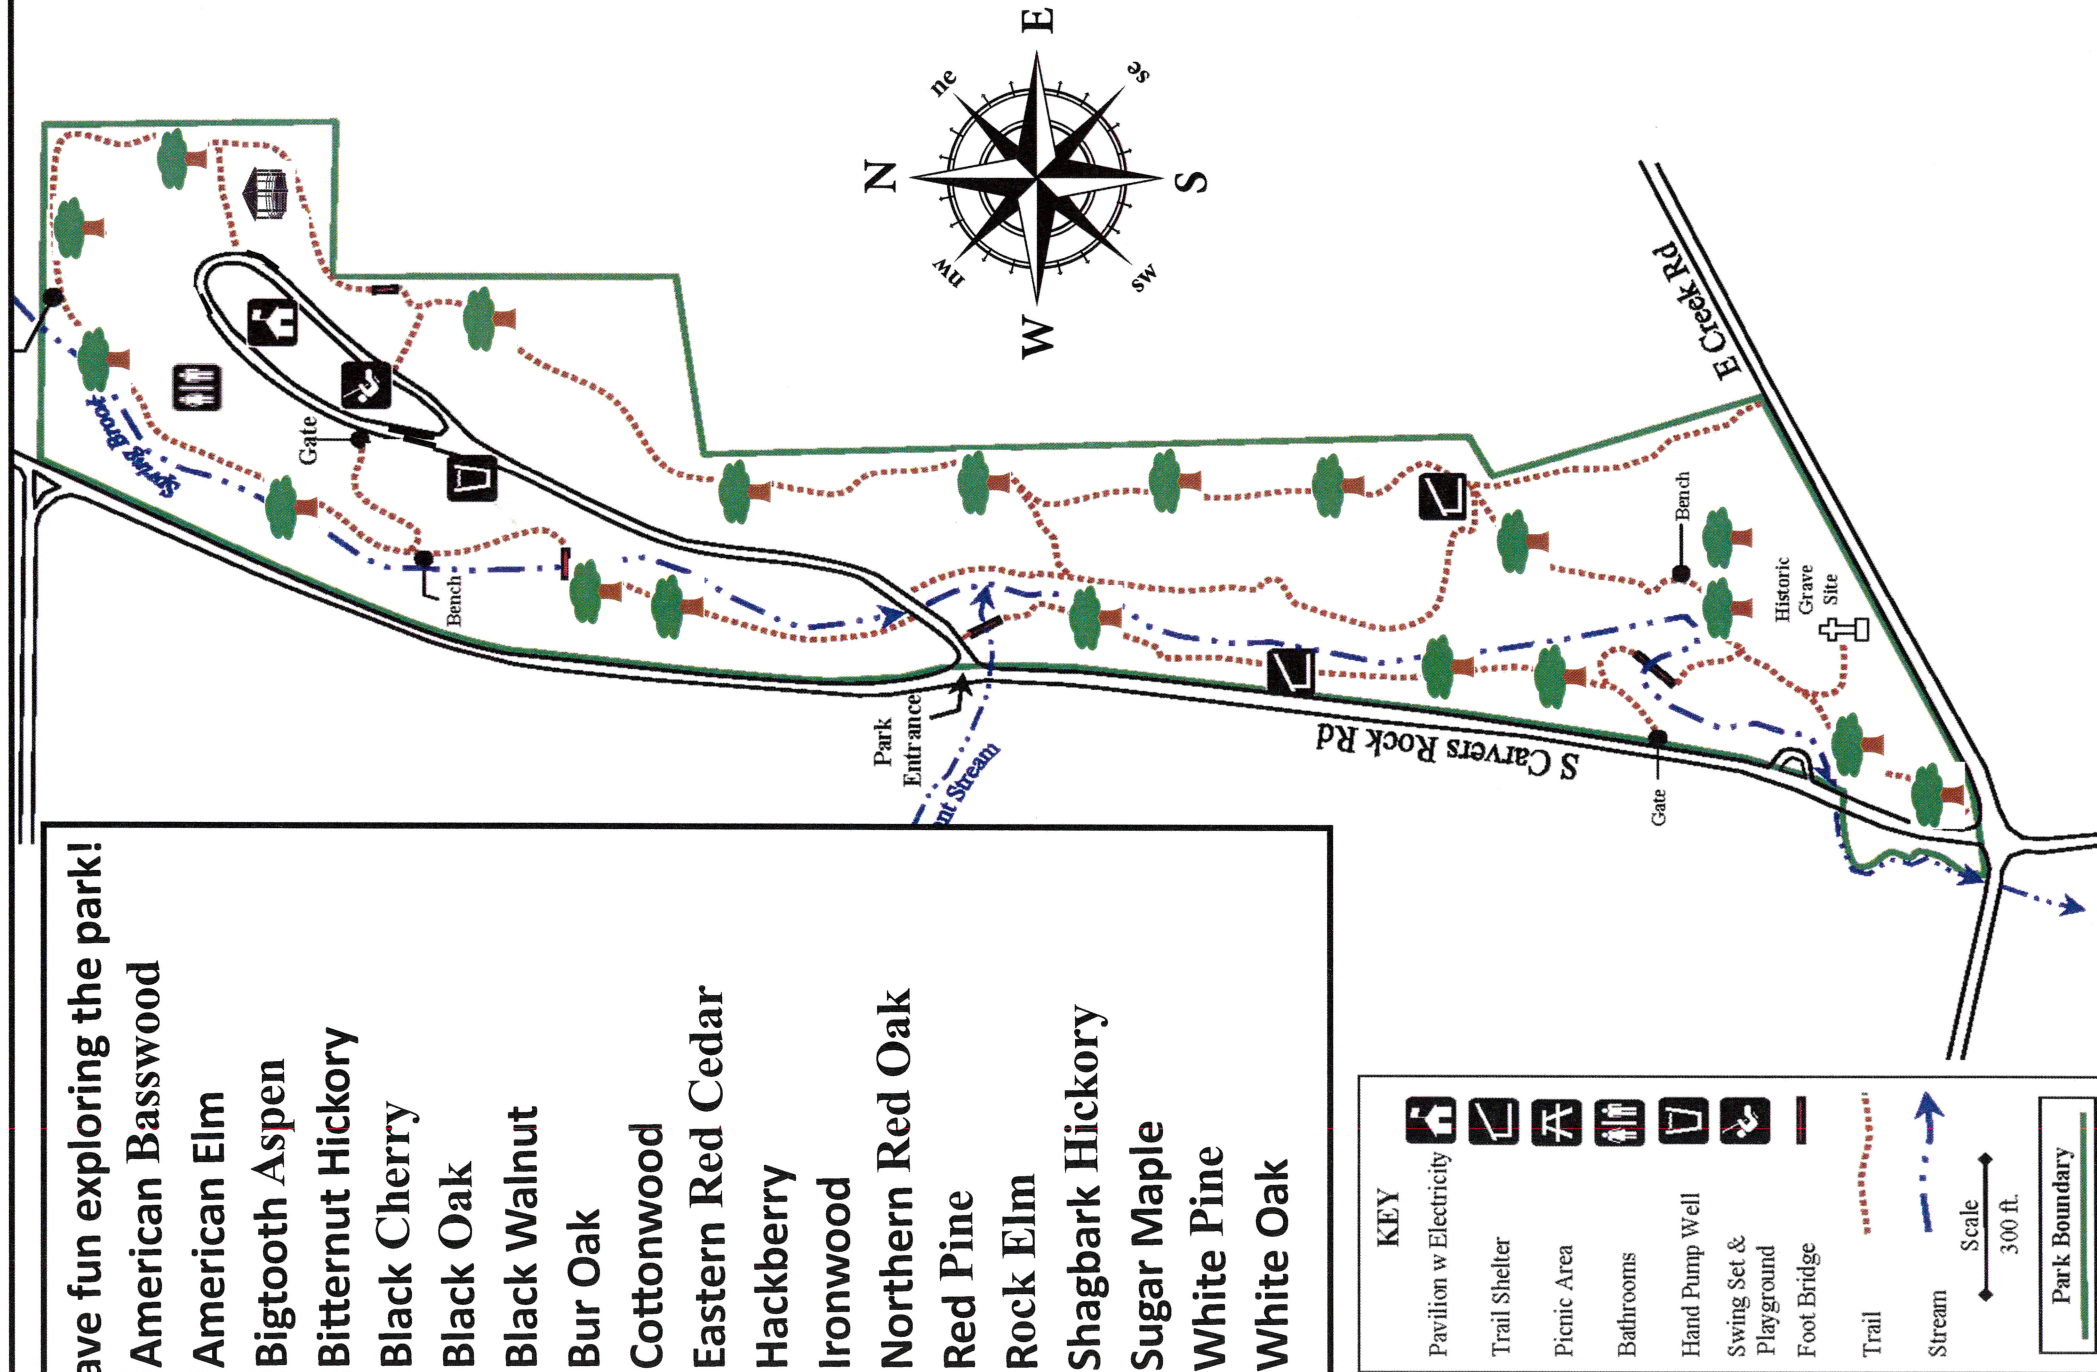 ave fun exploring the park!
American Basswood
American Elm
Bigtooth Aspen
Bitternut Hickory
Black Cherry
Black Oak
Black Walnut
Bur Oak
Cottonwood
Eastern Red Cedar
Hackberry
Ironwood
Northern Red Oak
Red Pine
Rock Elm
Shagbark Hickory
Sugar Maple
White Pine
White Oak
Spring Brook
Gate
Bench
Park
Entrance
nt Stream
S Carvers Rock Rd
Gate
Bench
Historic
Grave
Site
E Creek Rd
N
ne
E
se
S
sw
W
nw
KEY
Pavilion w Electricity
Trail Shelter
Picnic Area
Bathrooms
Hand Pump Well
Swing Set &
Playground
Foot Bridge
Trail
Stream
Scale
300 ft.
Park Boundary